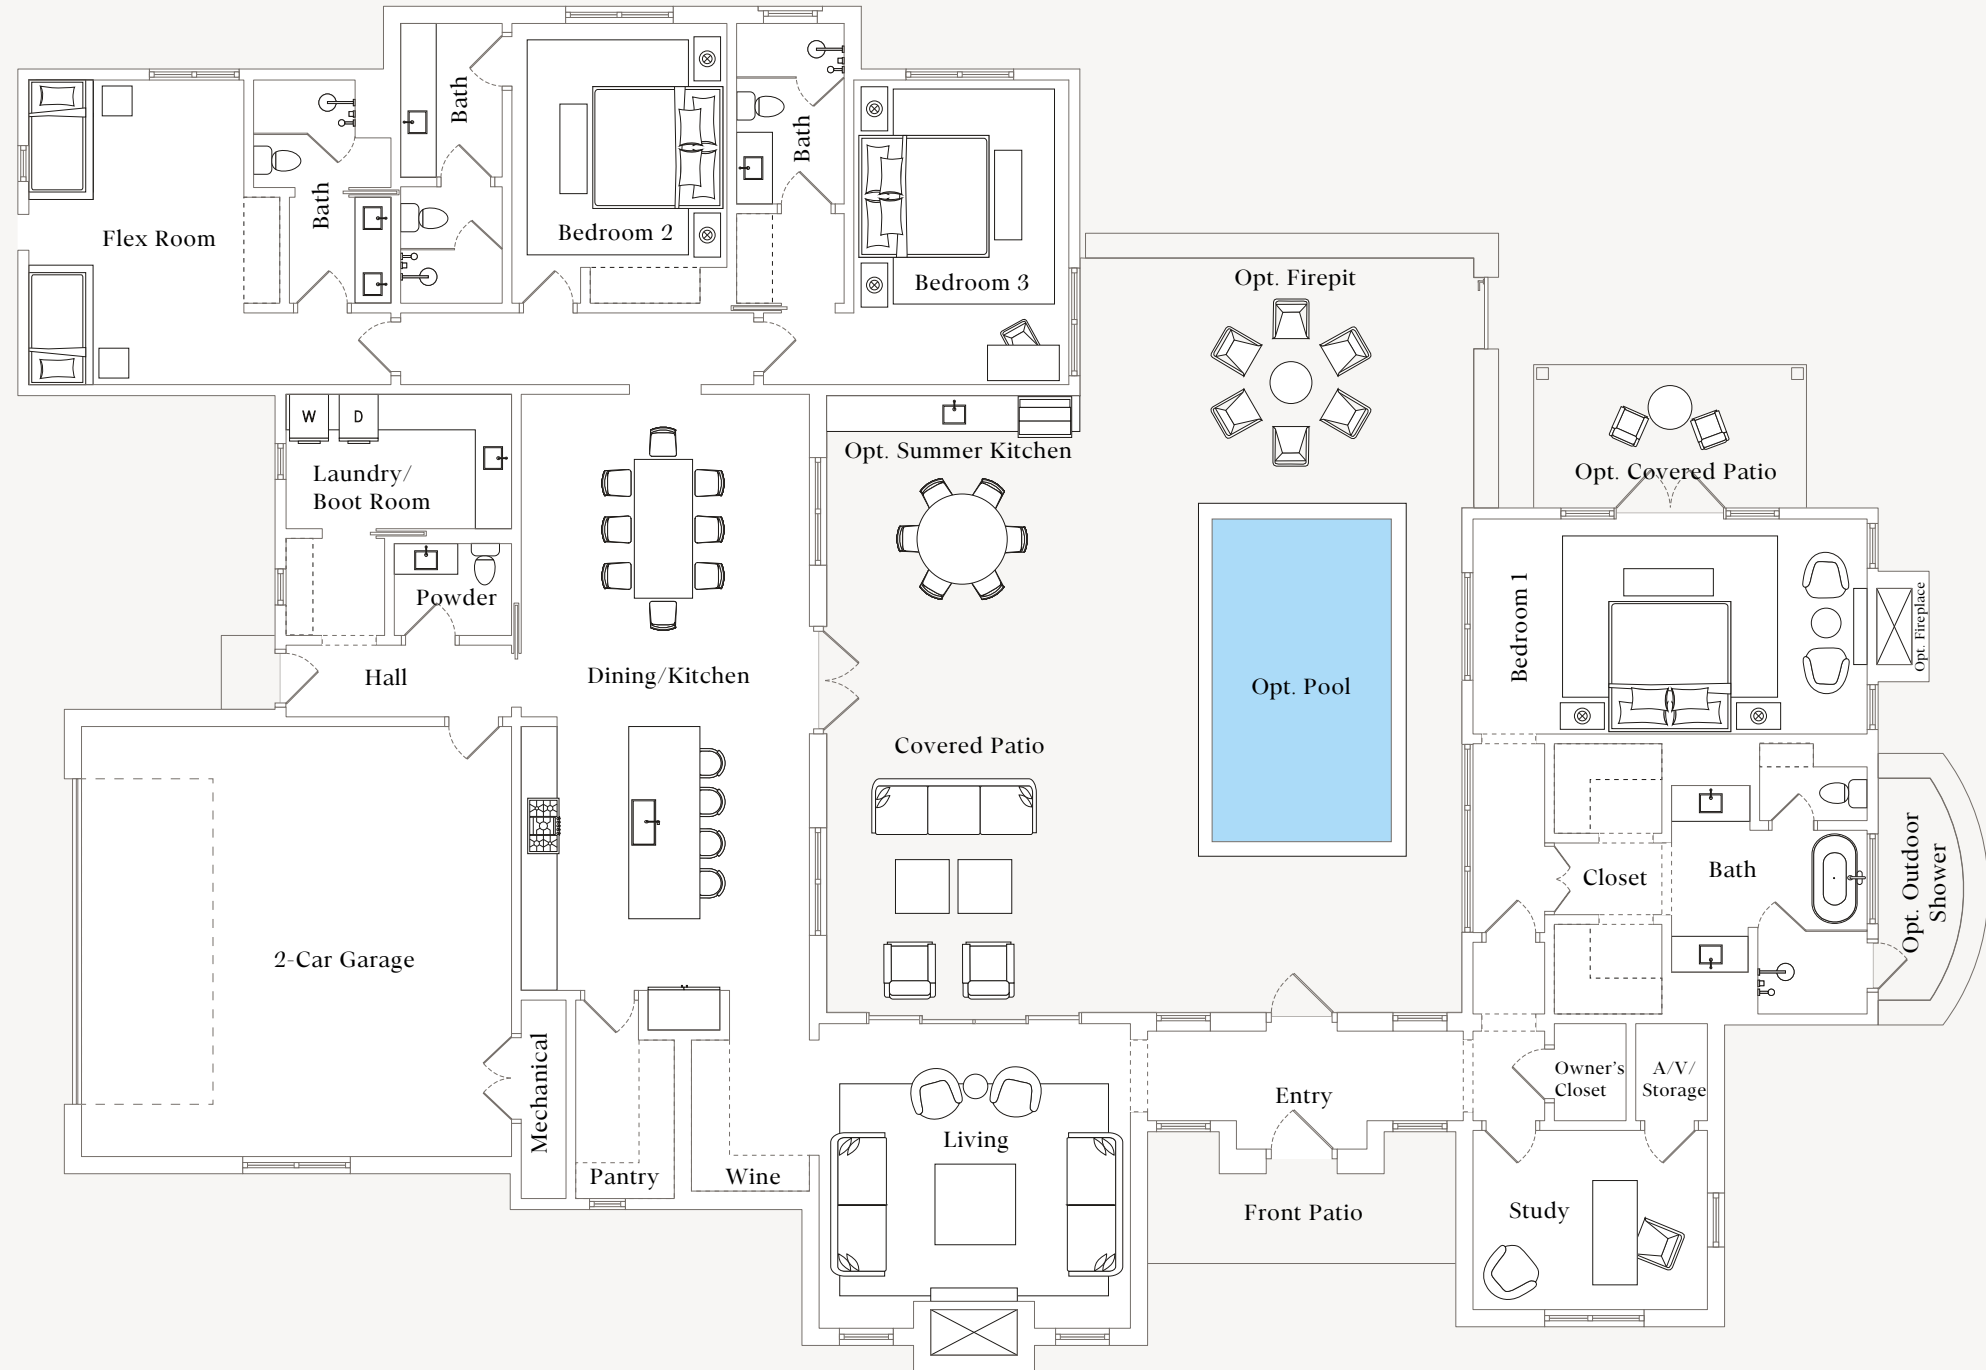 Bath
Bath
Bath
Flex Room
Bedroom 2
Bedroom 3
Opt. Firepit
W
D
Laundry/
Boot Room
Opt. Summer Kitchen
Opt. Covered Patio
Powder
Hall
Dining/Kitchen
Opt. Pool
Bedroom 1
Opt. Fireplace
Covered Patio
Closet
Bath
Opt. Outdoor
Shower
2-Car Garage
Mechanical
Pantry
Wine
Living
Entry
Owner's
Closet
A/V/
Storage
Front Patio
Study